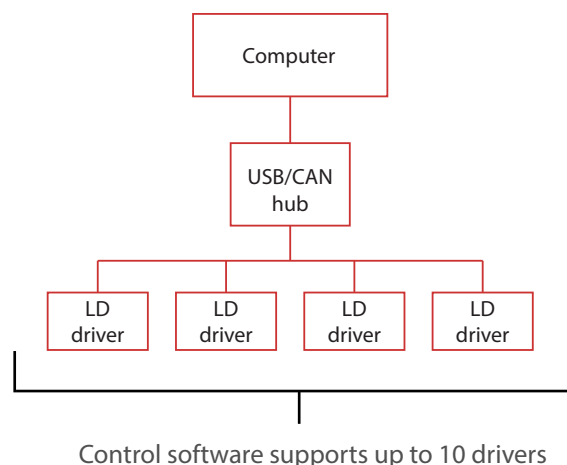 Computer
USB/CAN
hub
LD
driver
LD
driver
LD
driver
LD
driver
Control software supports up to 10 drivers